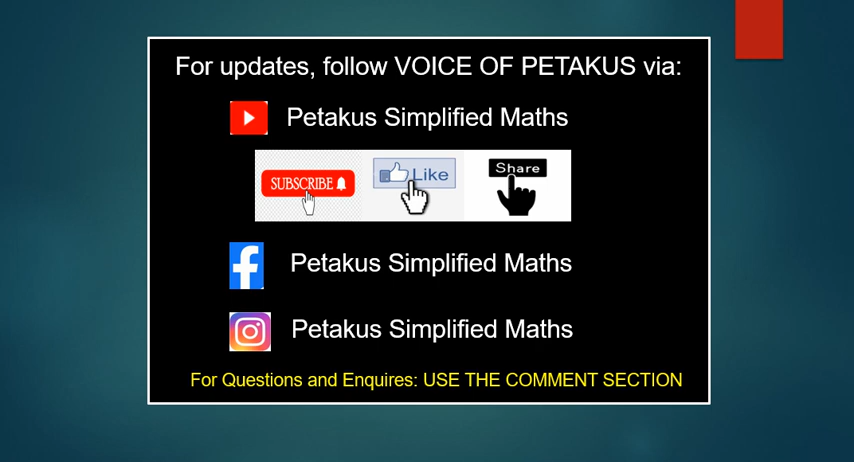 For updates, follow VOICE OF PETAKUS via:
Petakus Simplified Maths
SUBSCRIBE Like Share
Petakus Simplified Maths
Petakus Simplified Maths
For Questions and Enquires: USE THE COMMENT SECTION